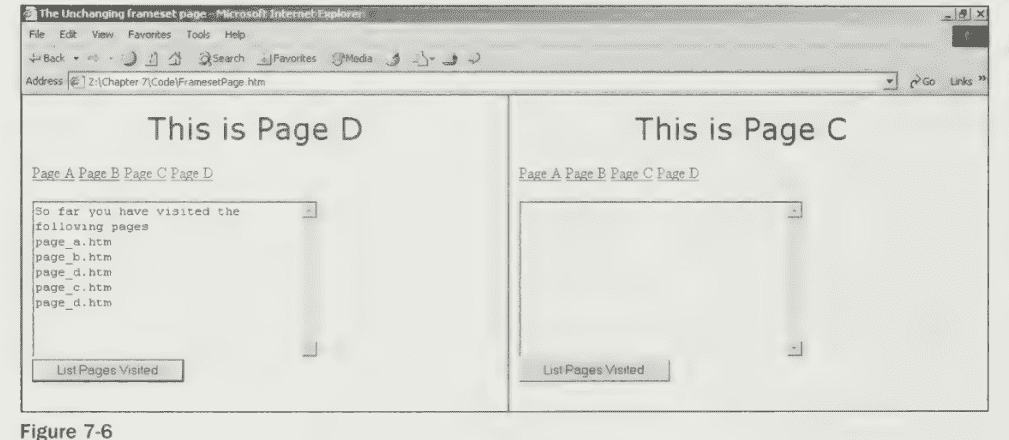 The Unchanging frameset page - Microsoft Internet Explorer
File Edit View Favorites Tools Help
Back Search Favorites Media
Address Z:\Chapter 7\Code\FramesetPage.htm Go Links »
This is Page D
Page A Page B Page C Page D
So far you have visited the
following pages
page_a.htm
page_b.htm
page_d.htm
page_c.htm
page_d.htm
List Pages Visited
This is Page C
Page A Page B Page C Page D
List Pages Visited
Figure 7-6